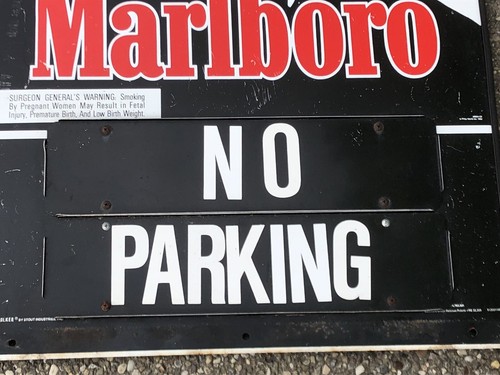 Marlboro
SURGEON GENERAL'S WARNING: Smoking
By Pregnant Women May Result in Fetal
Injury, Premature Birth, And Low Birth Weight.
NO
PARKING